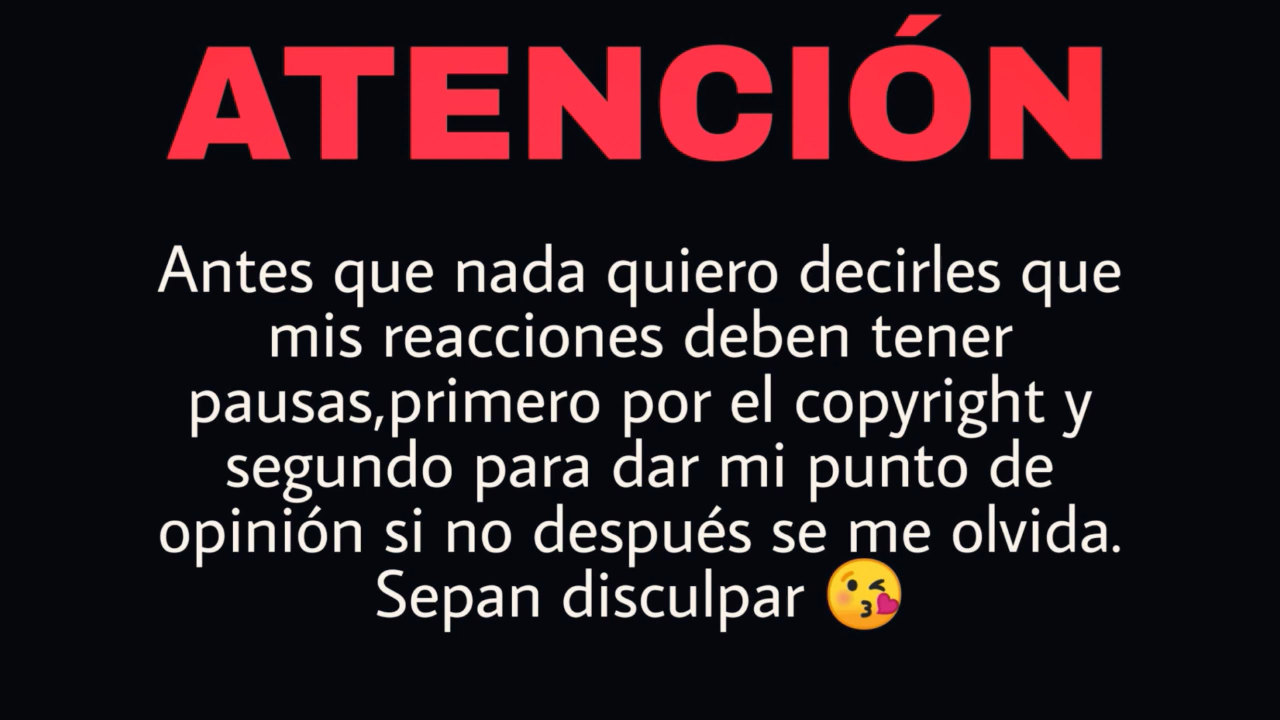 ATENCIÓN
Antes que nada quiero decirles que
mis reacciones deben tener
pausas,primero por el copyright y
segundo para dar mi punto de
opinión si no después se me olvida.
Sepan disculpar 😘